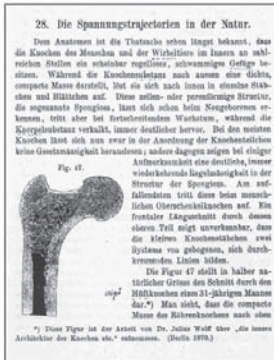 28. Die Spannungstrajectorien in der Natur.
Dem Anatomen ist die Thatsache schon längst bekannt, dass
die Knochen des Menschen und der Wirbeltiere im Innern an zahl-
reichen Stellen ein scheinbar regelloses, schwammiges Gefüge be-
sitzen. Während die Knochensubstanz nach aussen eine dichte,
compacte Masse darstellt, löst sie sich nach innen in einzelne Stäb-
chen und Blättchen auf. Diese zellen- oder porenförmige Structur,
die sogenannte Spongiosa, lässt sich schon beim Neugeborenen er-
kennen, tritt aber bei fortschreitendem Wachstum, während die
Knorpelsubstanz verkalkt, immer deutlicher hervor. Bei den meisten
Knochen lässt sich nun zwar in der Anordnung der Knochenteilchen
keine Gesetzmässigkeit herauslesen; andere dagegen zeigen bei einiger
Fig. 47.
Aufmerksamkeit eine deutliche, immer
wiederkehrende Regelmässigkeit in der
Structur der Spongiosa. Am auf-
fallendsten tritt diese beim mensch-
lichen Oberschenkelknochen auf. Ein
frontaler Längsschnitt durch dessen
oberen Teil zeigt unverkennbar, dass
die kleinen Knochenstäbchen zwei
Systemen von gebogenen, sich durch-
kreuzenden Linien bilden.
Die Figur 47 stellt in halber na-
türlicher Grösse den Schnitt durch den
Hüftknochen eines 31-jährigen Mannes
dar.*) Man sieht, dass die compacte
Masse des Röhrenknochens nach oben
*) Diese Figur ist der Arbeit von Dr. Julius Wolff über „die innere
Architektur der Knochen etc.“ entnommen. (Berlin 1870.)